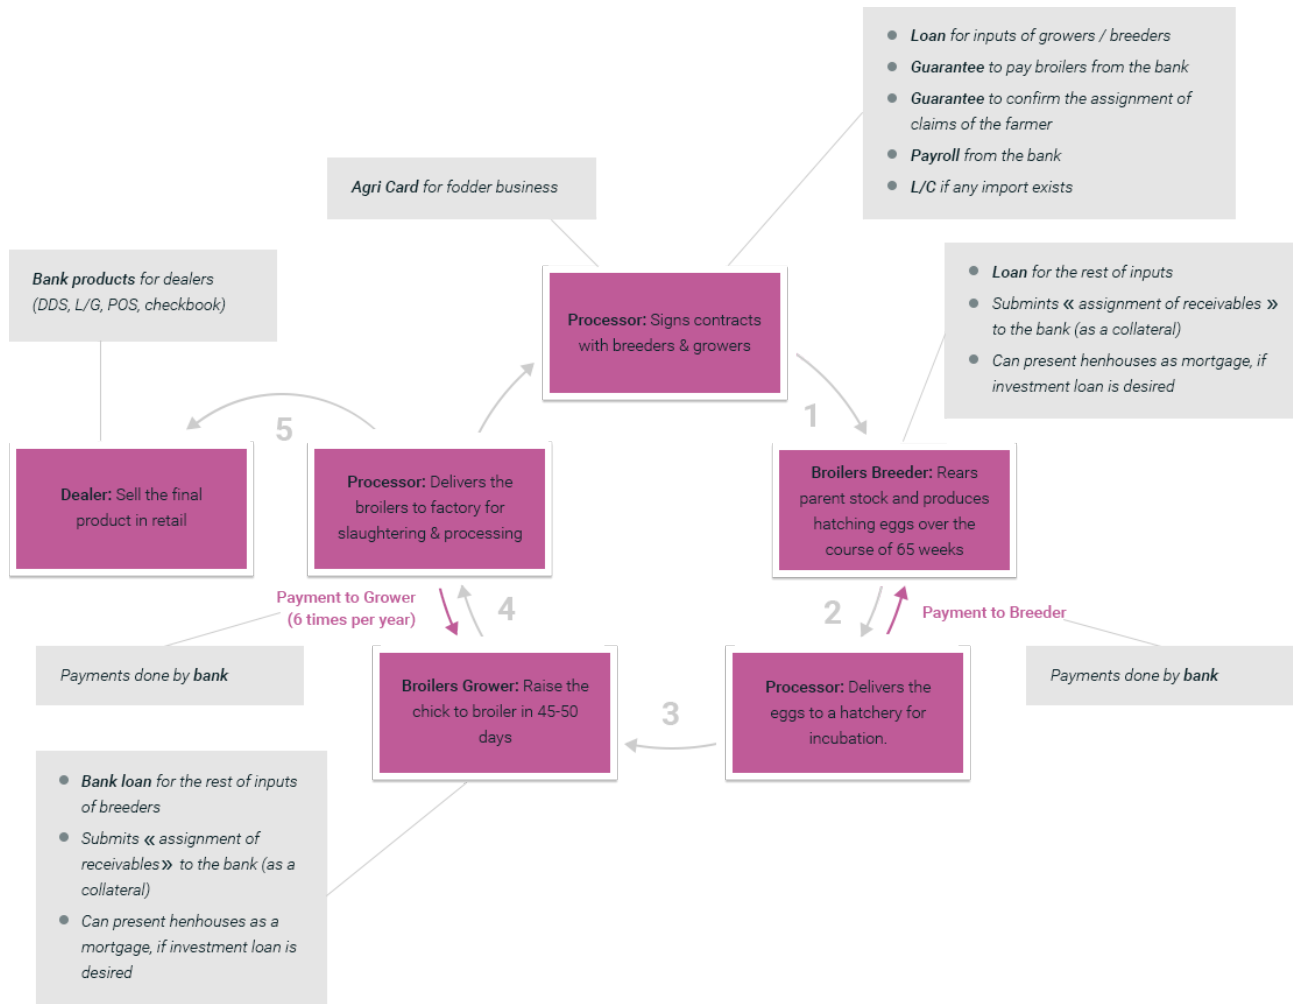 Loan for inputs of growers / breeders
Guarantee to pay broilers from the bank
Guarantee to confirm the assignment of
claims of the farmer
Payroll from the bank
L/C if any import exists
Agri Card for fodder business
Bank products for dealers
(DDS, L/G, POS, checkbook)
Loan for the rest of inputs
Submints « assignment of receivables »
to the bank (as a collateral)
Can present henhouses as mortgage, if
investment loan is desired
Processor: Signs contracts
with breeders & growers
1
5
Dealer: Sell the final
product in retail
Processor: Delivers the
broilers to factory for
slaughtering & processing
Broilers Breeder: Rears
parent stock and produces
hatching eggs over the
course of 65 weeks
Payment to Grower
(6 times per year)
4
2
Payment to Breeder
Payments done by bank
Broilers Grower: Raise the
chick to broiler in 45-50
days
3
Processor: Delivers the
eggs to a hatchery for
incubation.
Payments done by bank
Bank loan for the rest of inputs
of breeders
Submits « assignment of
receivables » to the bank (as a
collateral)
Can present henhouses as a
mortgage, if investment loan is
desired